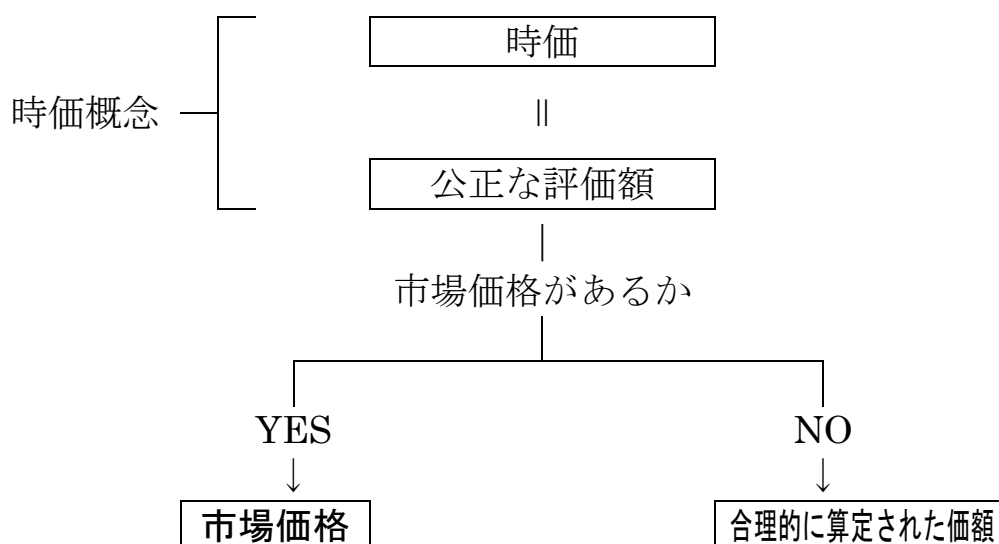 時価
時価概念
||
公正な評価額
市場価格があるか
YES
NO
↓
↓
市場価格
合理的に算定された価額